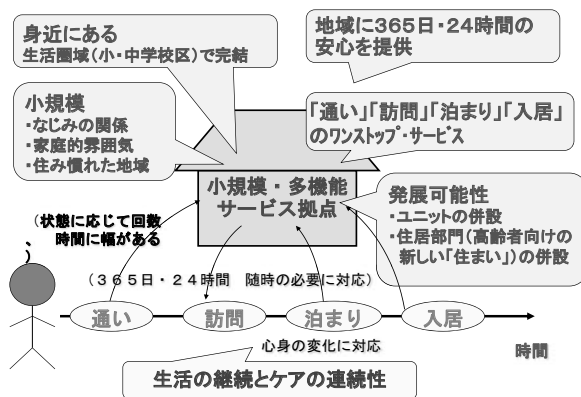 身近にある
生活圏域（小・中学校区）で完結
地域に365日・24時間の
安心を提供
小規模
・なじみの関係
・家庭的雰囲気
・住み慣れた地域
「通い」「訪問」「泊まり」「入居」
のワンストップ・サービス
小規模・多機能
サービス拠点
発展可能性
・ユニットの併設
・住居部門（高齢者向けの
新しい「住まい」）の併設
（状態に応じて回数
、時間に幅がある）
（３６５日・２４時間　随時の必要に対応）
通い
訪問
泊まり
入居
心身の変化に対応
時間
生活の継続とケアの連続性